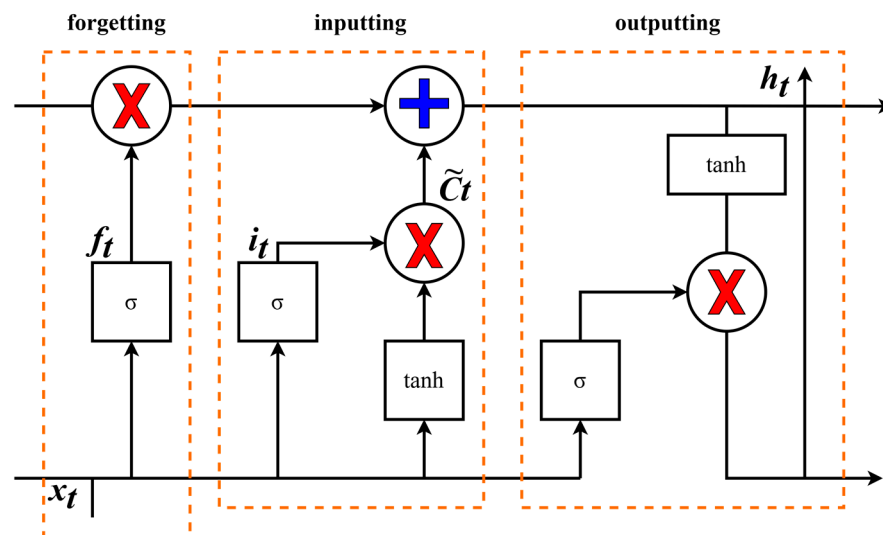 forgetting
inputting
outputting
h_t
tanh
C̃t
f_t
i_t
σ
σ
tanh
σ
x_t